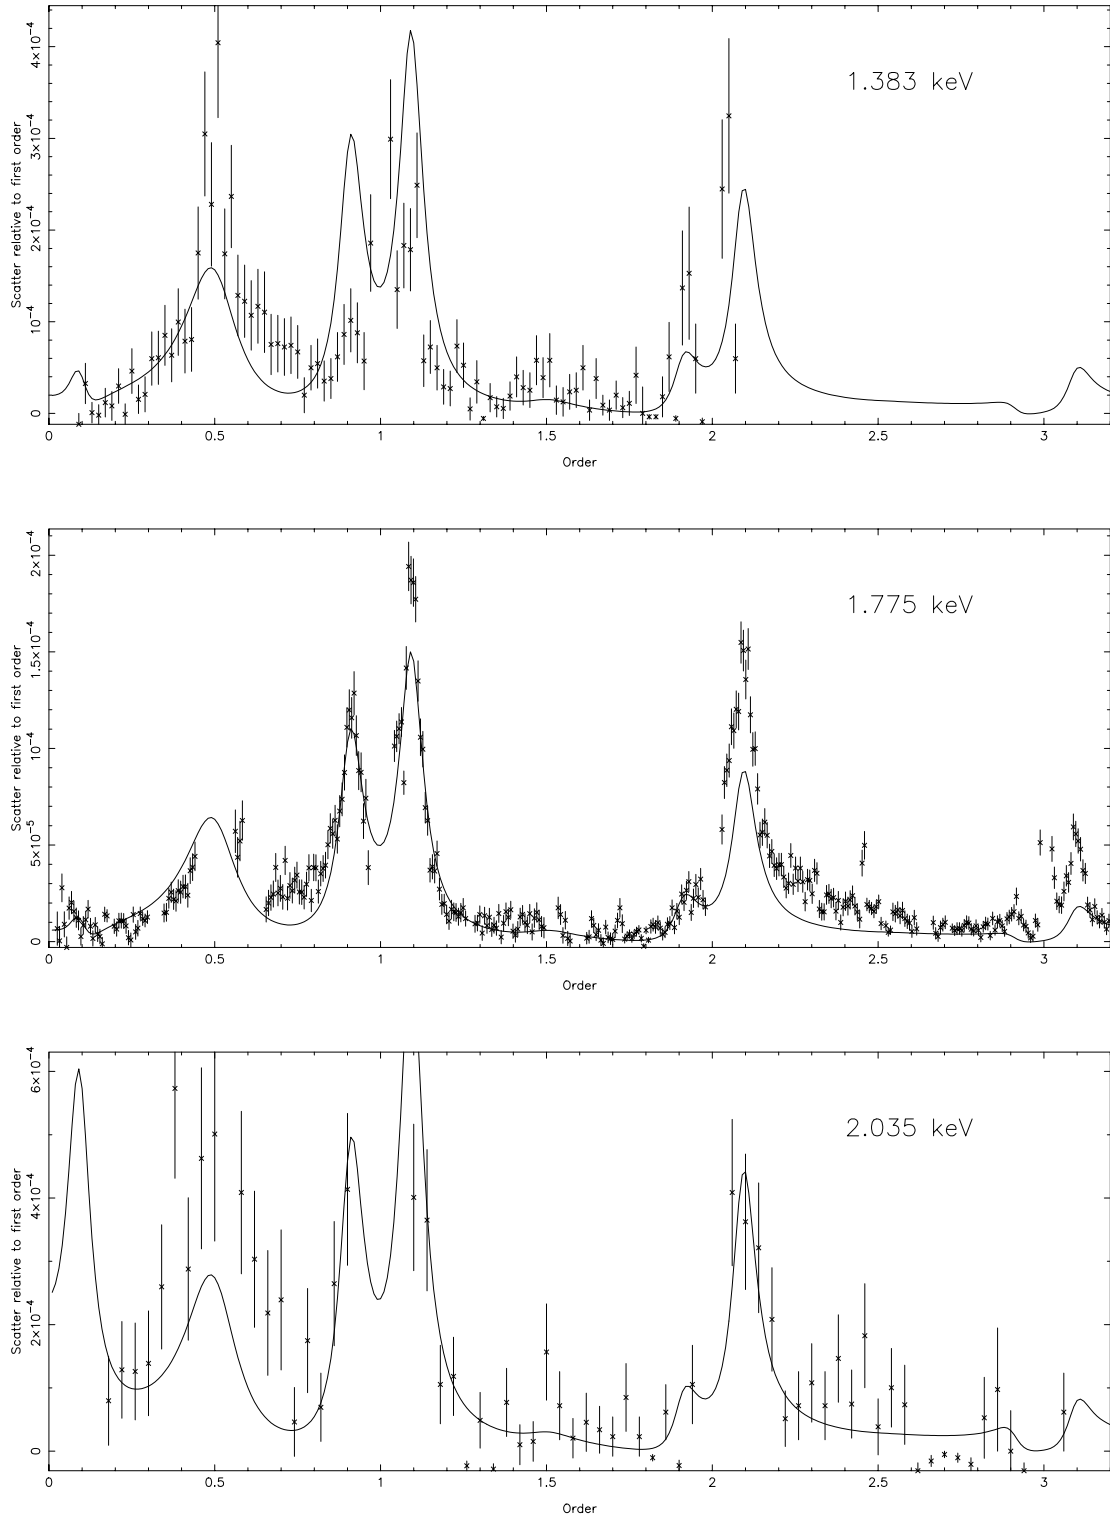 4×10⁻⁴
3×10⁻⁴
2×10⁻⁴
10⁻⁴
0
Scatter relative to first order
1.383 keV
0 0.5 1 1.5 2 2.5 3
Order
2×10⁻⁴
1.5×10⁻⁴
10⁻⁴
5×10⁻⁵
0
Scatter relative to first order
1.775 keV
0 0.5 1 1.5 2 2.5 3
Order
6×10⁻⁴
4×10⁻⁴
2×10⁻⁴
0
Scatter relative to first order
2.035 keV
0 0.5 1 1.5 2 2.5 3
Order